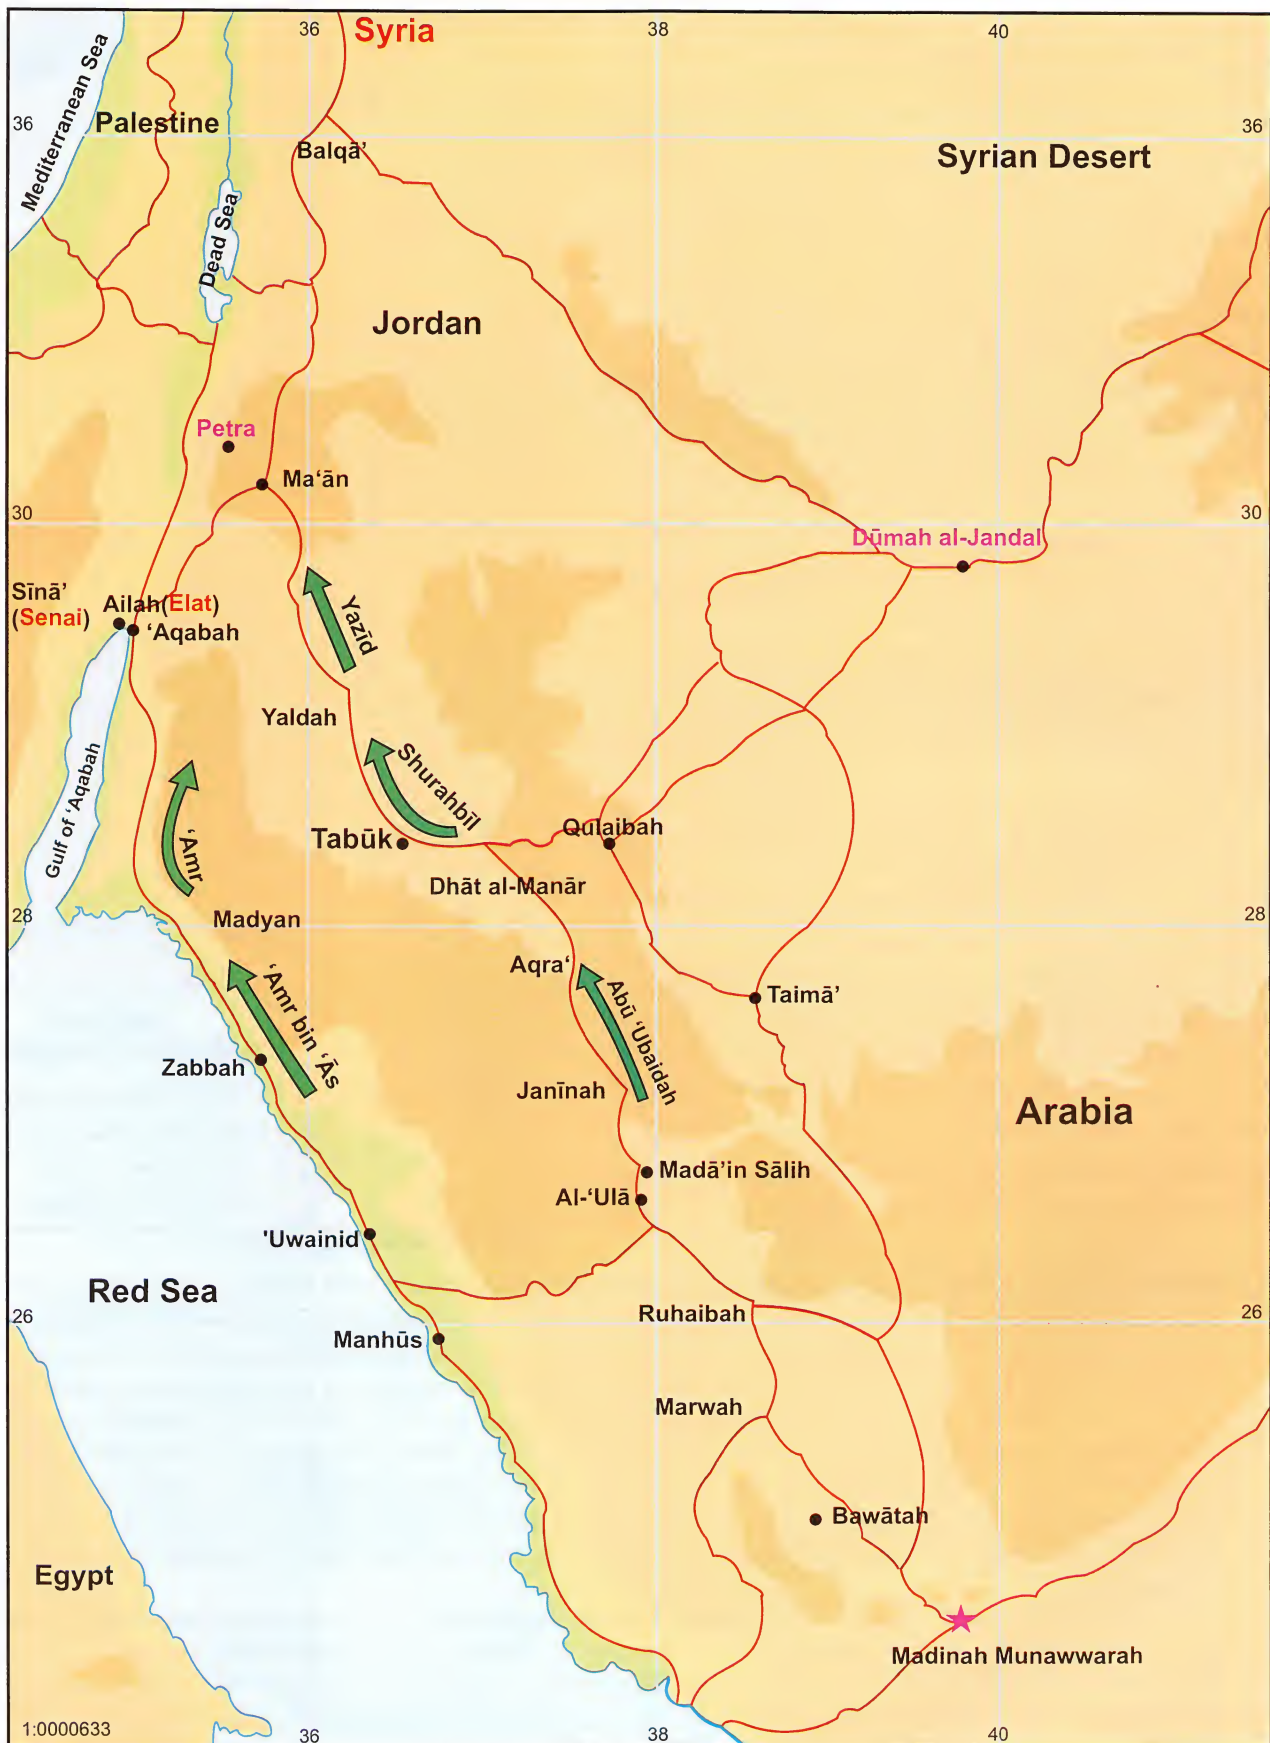 36
Syria
38
40
Mediterranean Sea
36
Palestine
36
Balqā’
Syrian Desert
Dead Sea
Jordan
Petra
Ma‘ān
30
30
Dūmah al-Jandal
Sīnā’
(Senai)
Ailah(Elat)
‘Aqabah
Yazīd
Yaldah
Shurahbīl
Gulf of ‘Aqabah
‘Amr
Tabūk
Qulaibah
Dhāt al-Manār
28
Madyan
28
Aqra‘
‘Amr bin ‘Ās
Abū ‘Ubaidah
Taimā’
Zabbah
Janīnah
Arabia
Madā’in Sālih
Al-‘Ulā
'Uwainid
Red Sea
26
Ruhaibah
26
Manhūs
Marwah
Bawātah
Egypt
Madinah Munawwarah
1:0000633
36
38
40